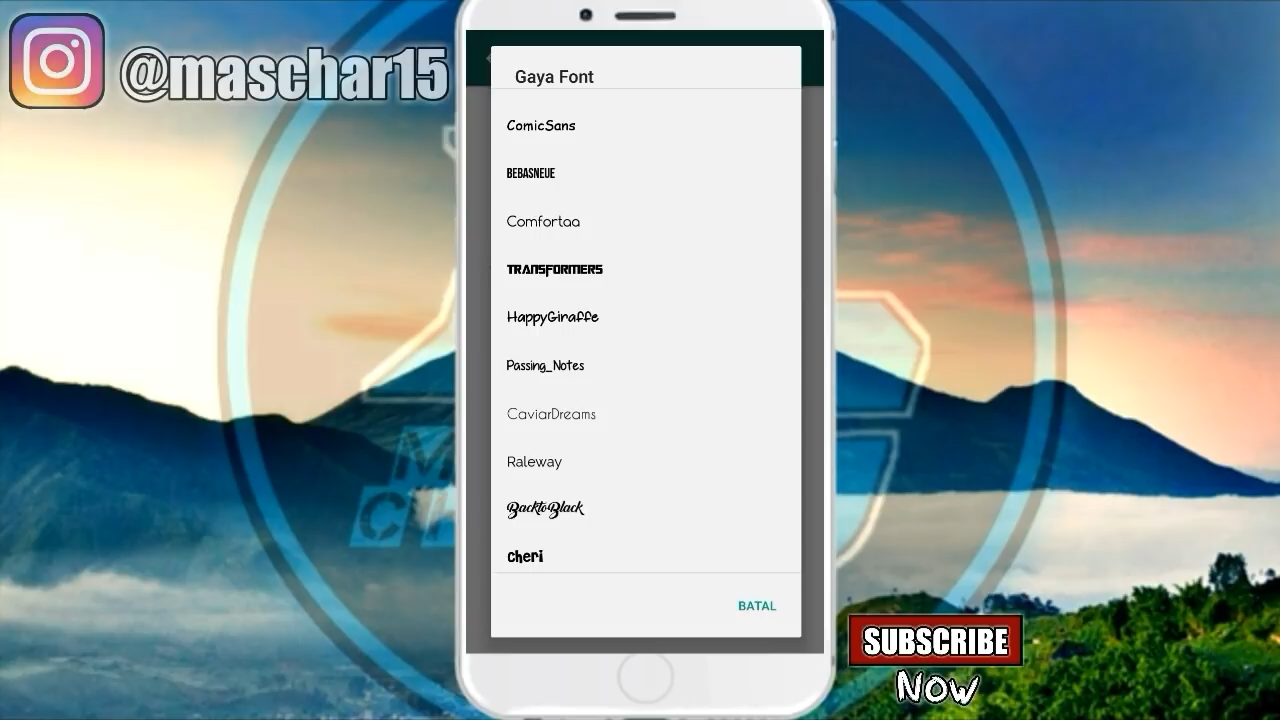 @maschar15
Gaya Font
ComicSans
BEBASNEUE
Comfortaa
TRANSFORMERS
HappyGiraffe
Passing_Notes
CaviarDreams
Raleway
BacktoBlack
Cheri
BATAL
SUBSCRIBE
Now